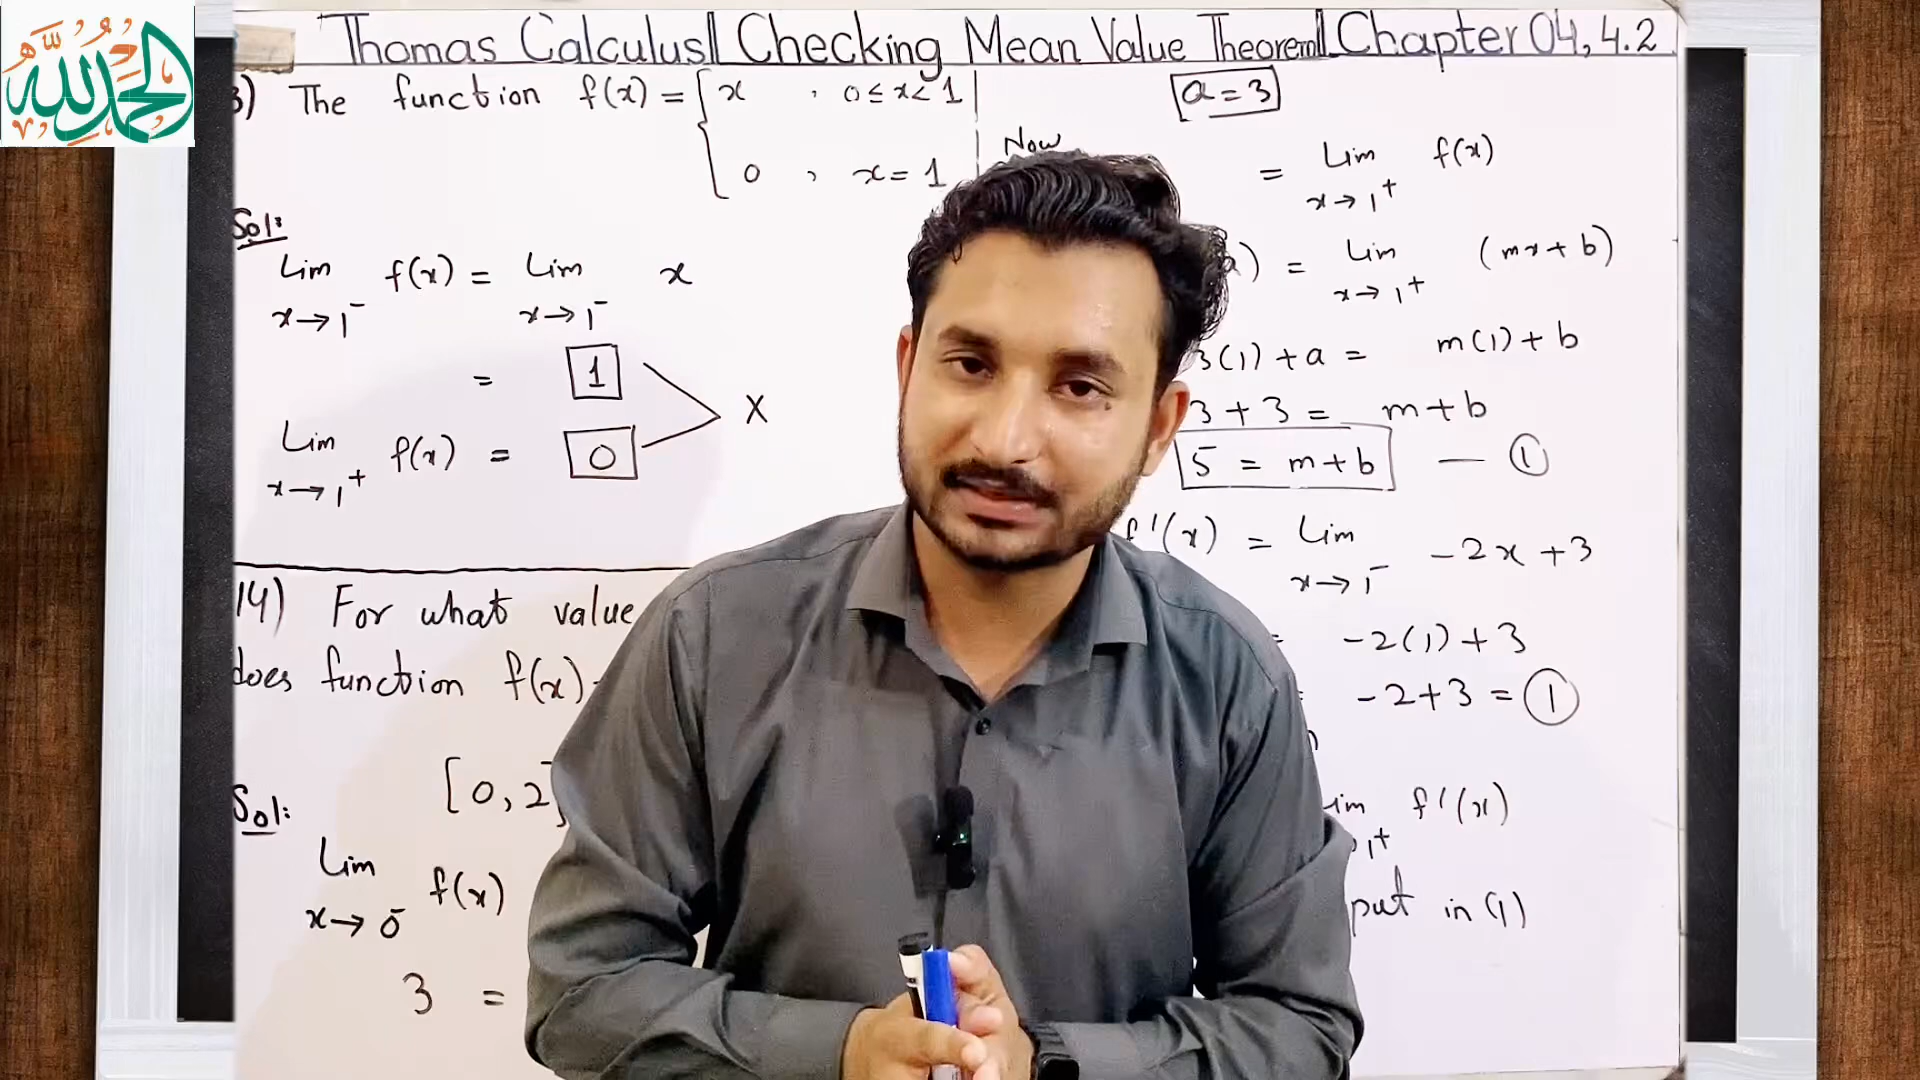 الحمد لله
Thomas Calculus|| Checking Mean Value Theorem|| Chapter 04, 4.2
3) The function f(x) = { x , 0 ≤ x < 1
0 , x = 1
Sol:
Lim x→1⁻ f(x) = Lim x→1⁻ x
= 1
X
Lim x→1⁺ f(x) = 0
14) For what value
does function f(x)
[0,2]
Sol:
Lim x→0⁻ f(x)
3 =
a = 3
Now
= Lim x→1⁺ f(x)
a) = Lim x→1⁺ (mx + b)
3(1) + a = m(1) + b
3 + 3 = m + b
5 = m + b — ①
f'(x) = Lim x→1⁻ -2x + 3
-2(1) + 3
-2 + 3 = 1
im 1⁺ f'(x)
put in (1)